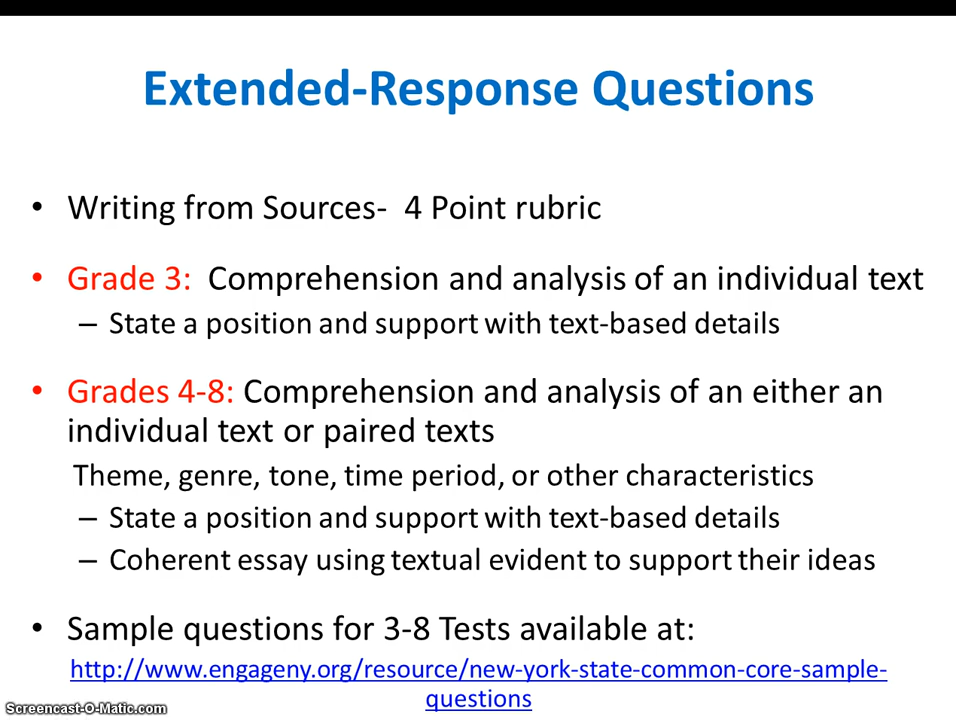 Extended-Response Questions
• Writing from Sources-  4 Point rubric
• Grade 3:  Comprehension and analysis of an individual text
– State a position and support with text-based details
• Grades 4-8: Comprehension and analysis of an either an
individual text or paired texts
Theme, genre, tone, time period, or other characteristics
– State a position and support with text-based details
– Coherent essay using textual evident to support their ideas
• Sample questions for 3-8 Tests available at:
http://www.engageny.org/resource/new-york-state-common-core-sample-
questions
Screencast-O-Matic.com